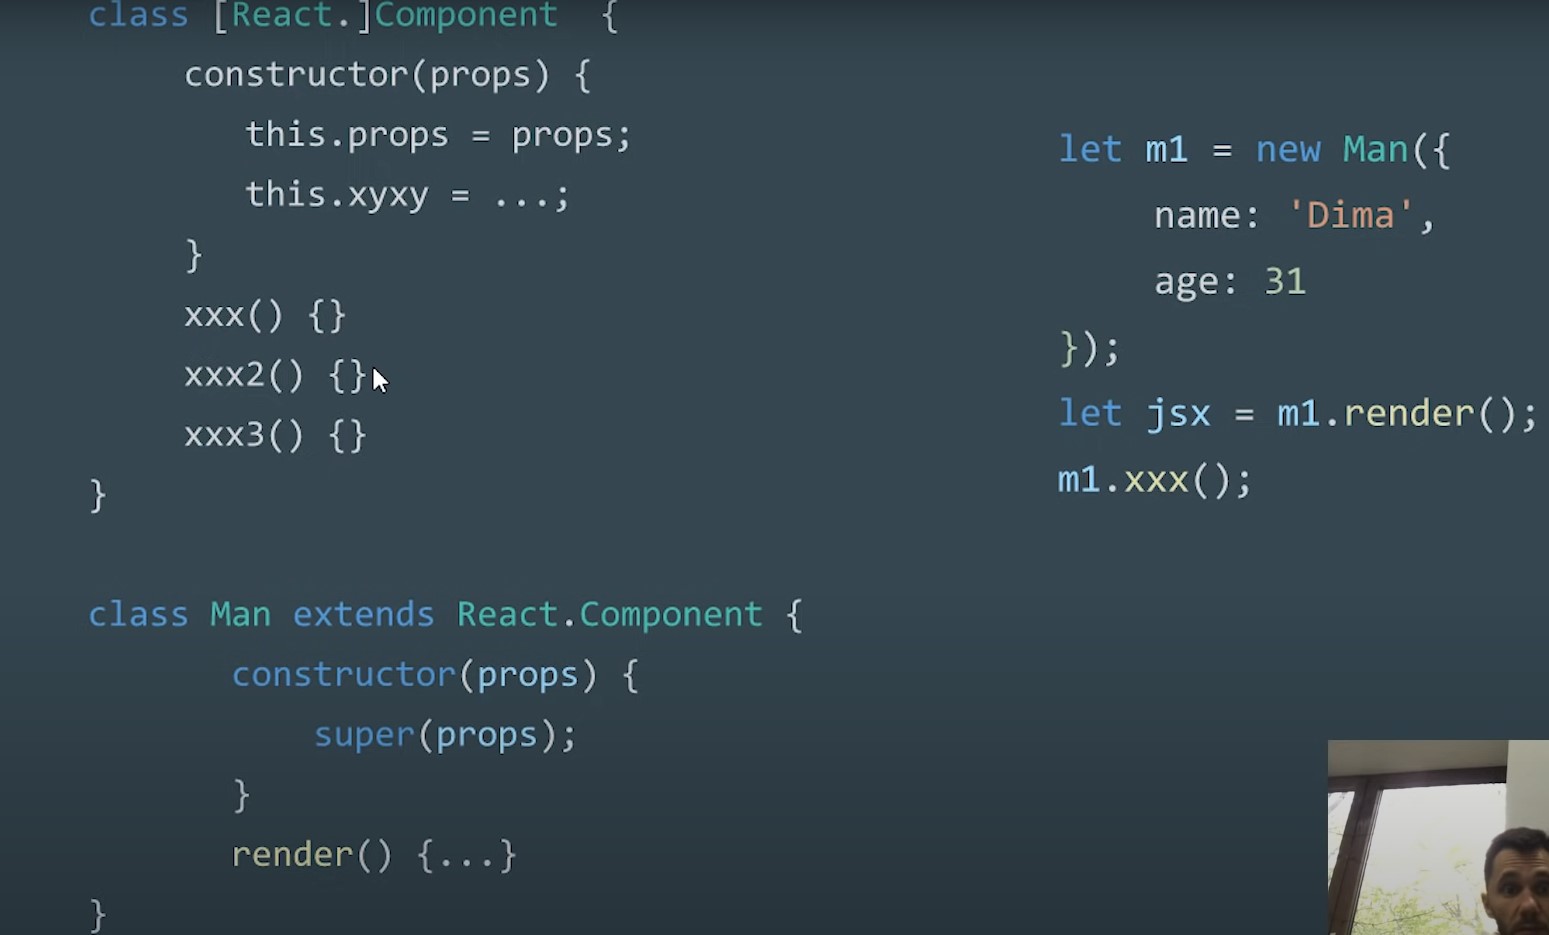 class [React.]Component {
constructor(props) {
this.props = props;
this.xyxy = ...;
}
xxx() {}
xxx2() {}
xxx3() {}
}
class Man extends React.Component {
constructor(props) {
super(props);
}
render() {...}
}
let m1 = new Man({
name: 'Dima',
age: 31
});
let jsx = m1.render();
m1.xxx();